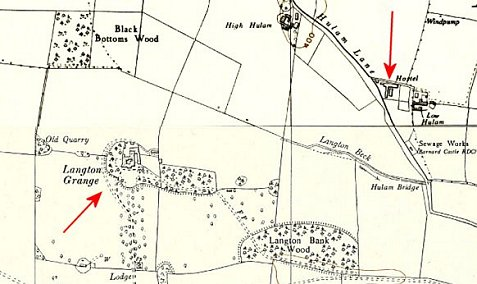 High Hulam
Hulam Lane
Windpump
Black
Bottoms Wood
Hostel
Low
Hulam
Old Quarry
Langton Beck
Sewage Works
(Barnard Castle RDC)
Langton
Grange
Hulam Bridge
F.P.
Langton Bank
Wood
W
Lodge